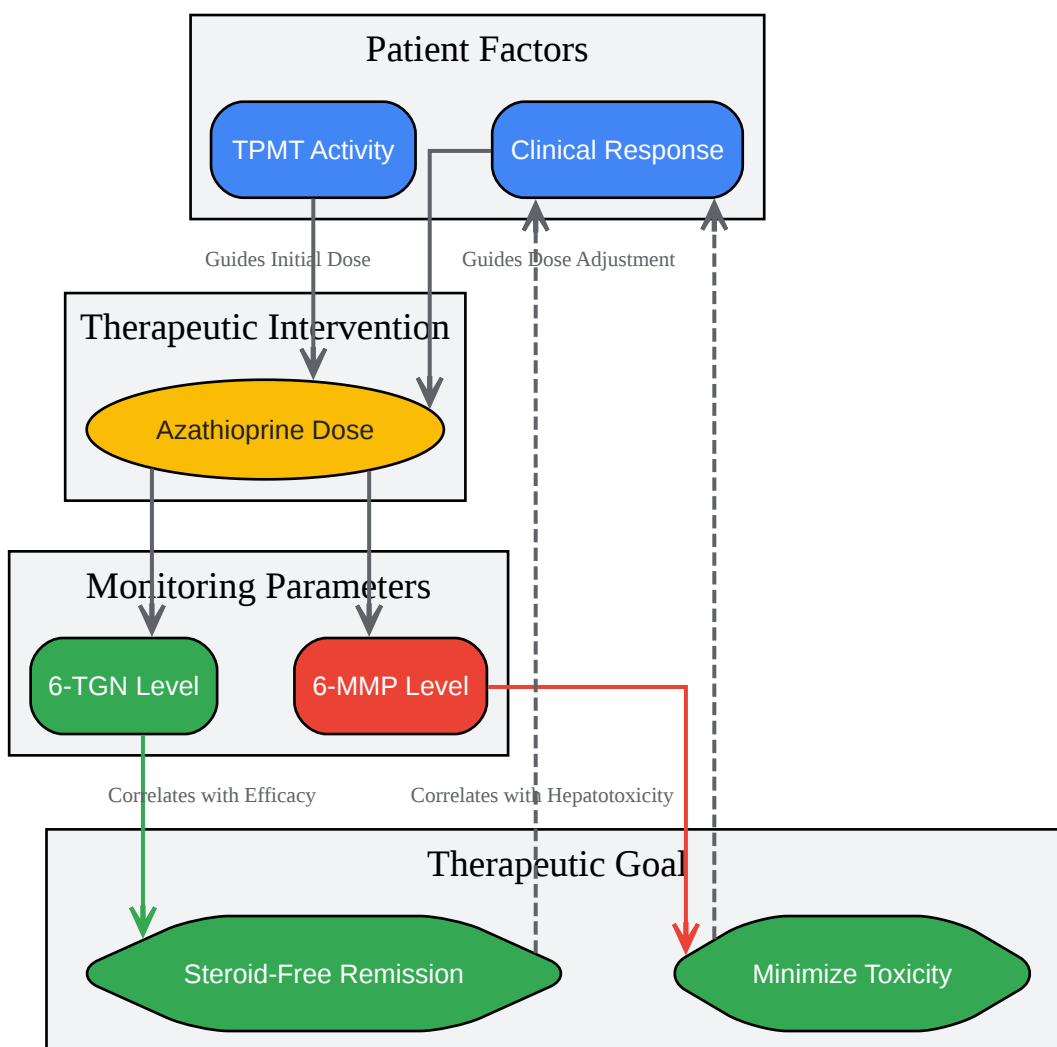 Patient Factors
TPMT Activity
Clinical Response
Guides Initial Dose
Guides Dose Adjustment
Therapeutic Intervention
Azathioprine Dose
Monitoring Parameters
6-TGN Level
6-MMP Level
Correlates with Efficacy
Correlates with Hepatotoxicity
Therapeutic Goal
Steroid-Free Remission
Minimize Toxicity